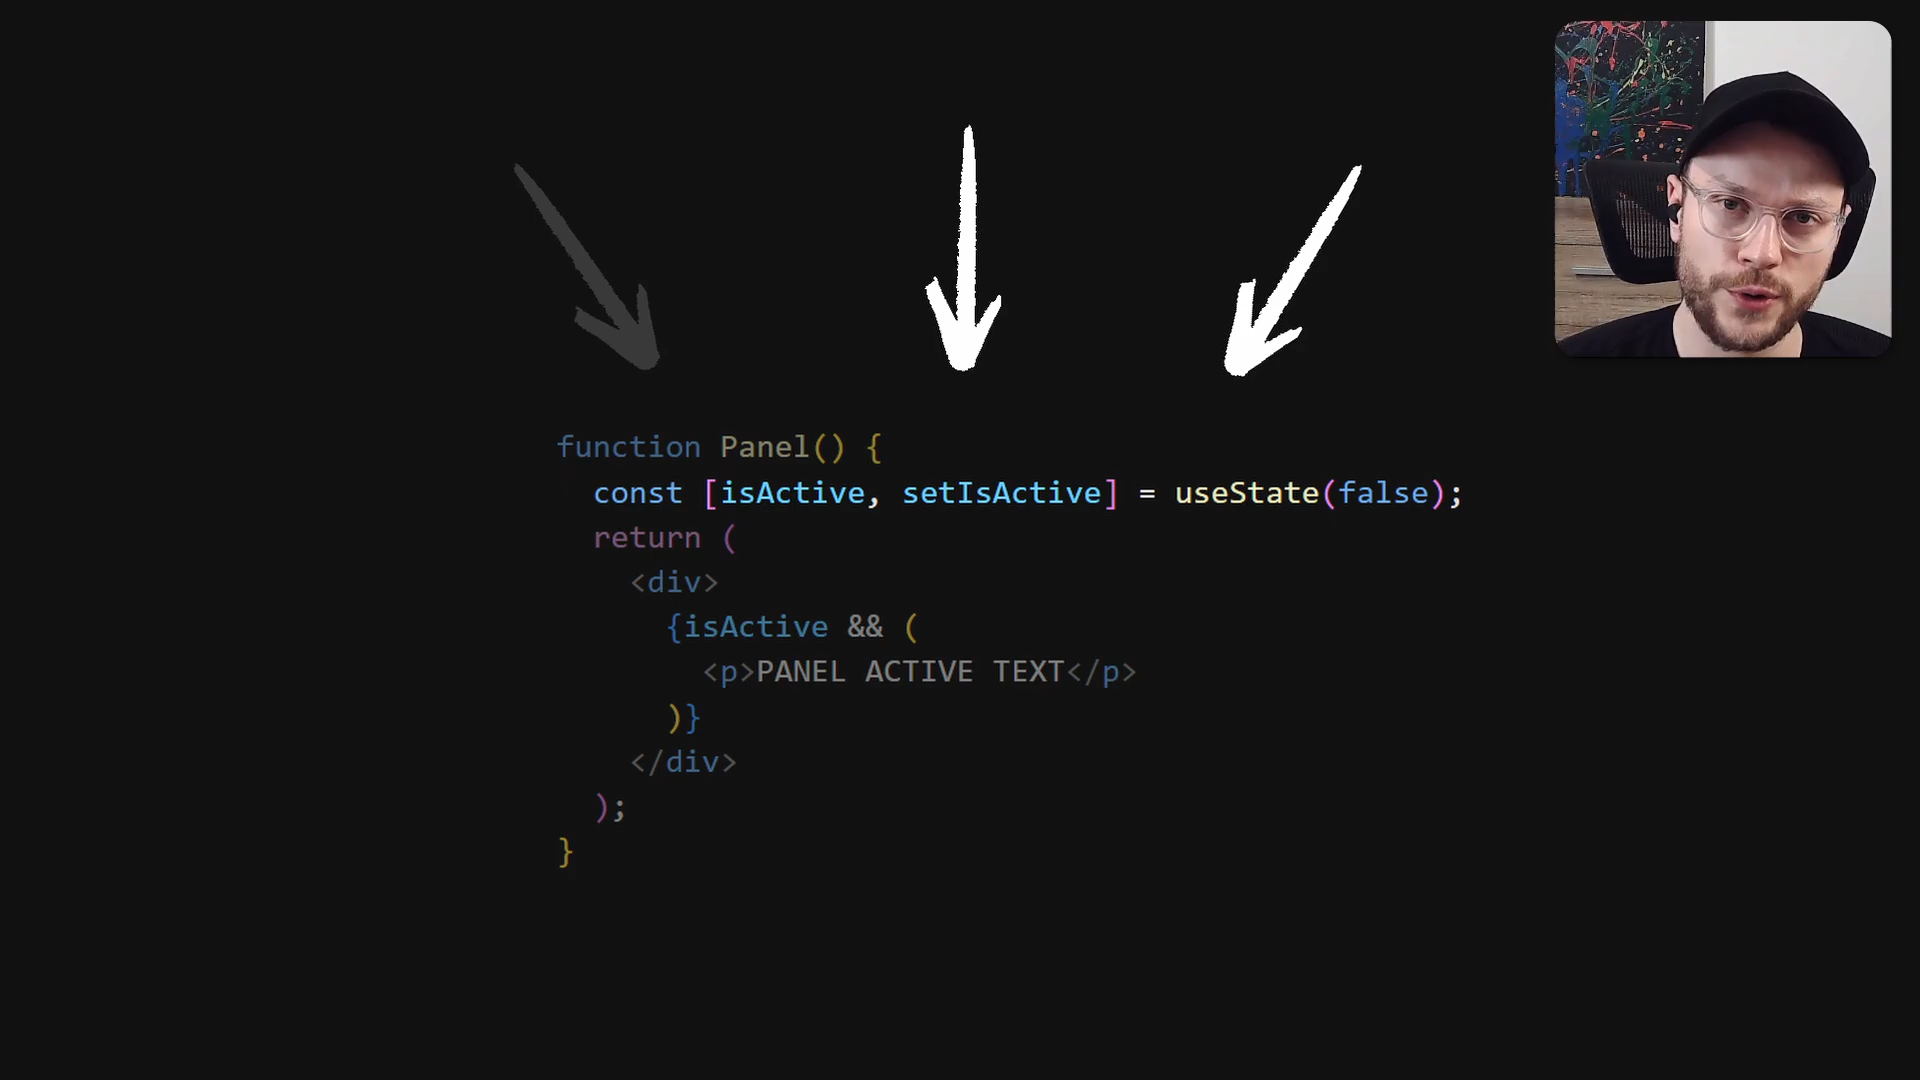 function Panel() {
const [isActive, setIsActive] = useState(false);
return (
<div>
{isActive && (
<p>PANEL ACTIVE TEXT</p>
)}
</div>
);
}